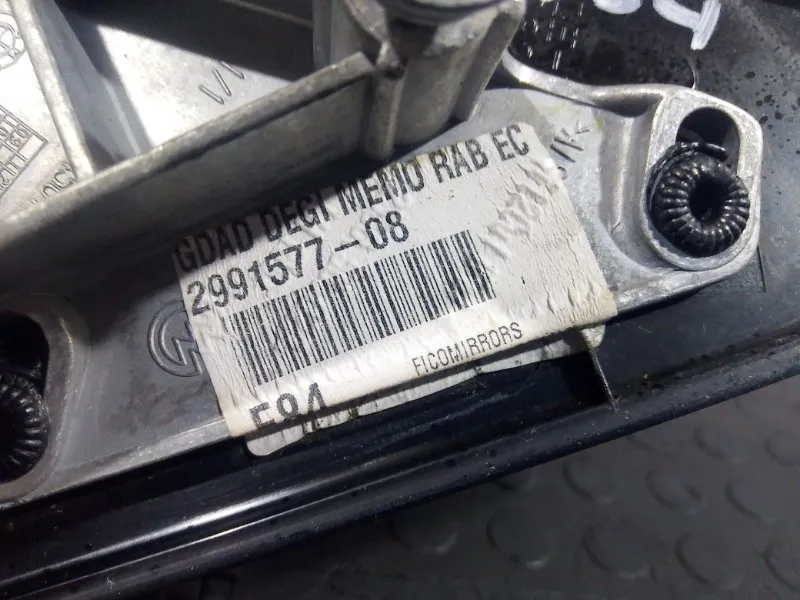 GDAD DEGI MEMO RAB EC
2991577-08
FICOMIRRORS
E84